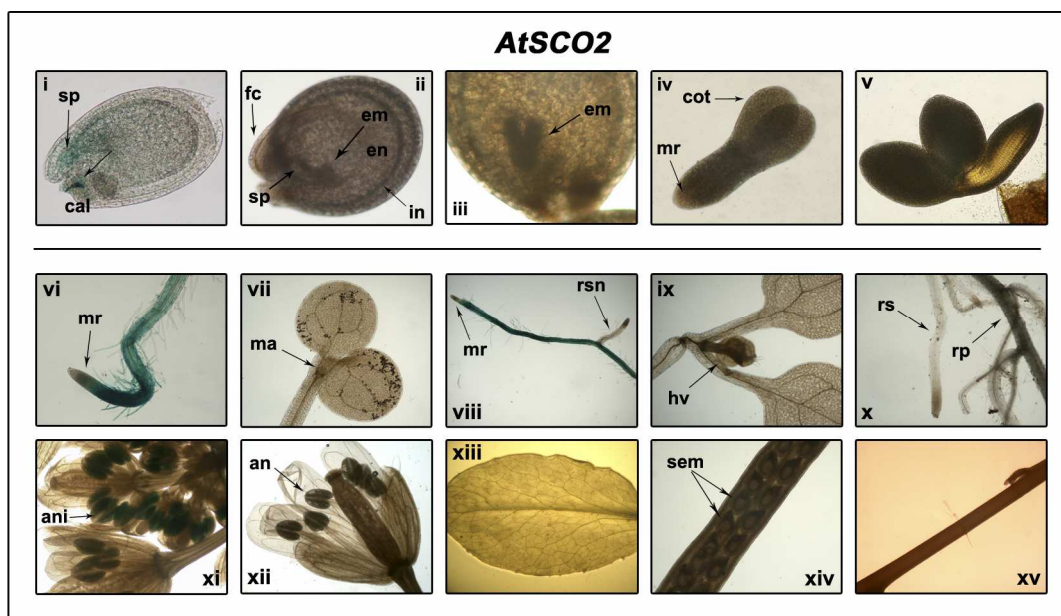 AtSCO2
i
sp
cal
fc
ii
em
en
sp
in
em
iii
iv
cot
mr
v
vi
mr
vii
ma
rsn
mr
viii
ix
hv
rs
rp
x
ani
xi
an
xii
xiii
sem
xiv
xv